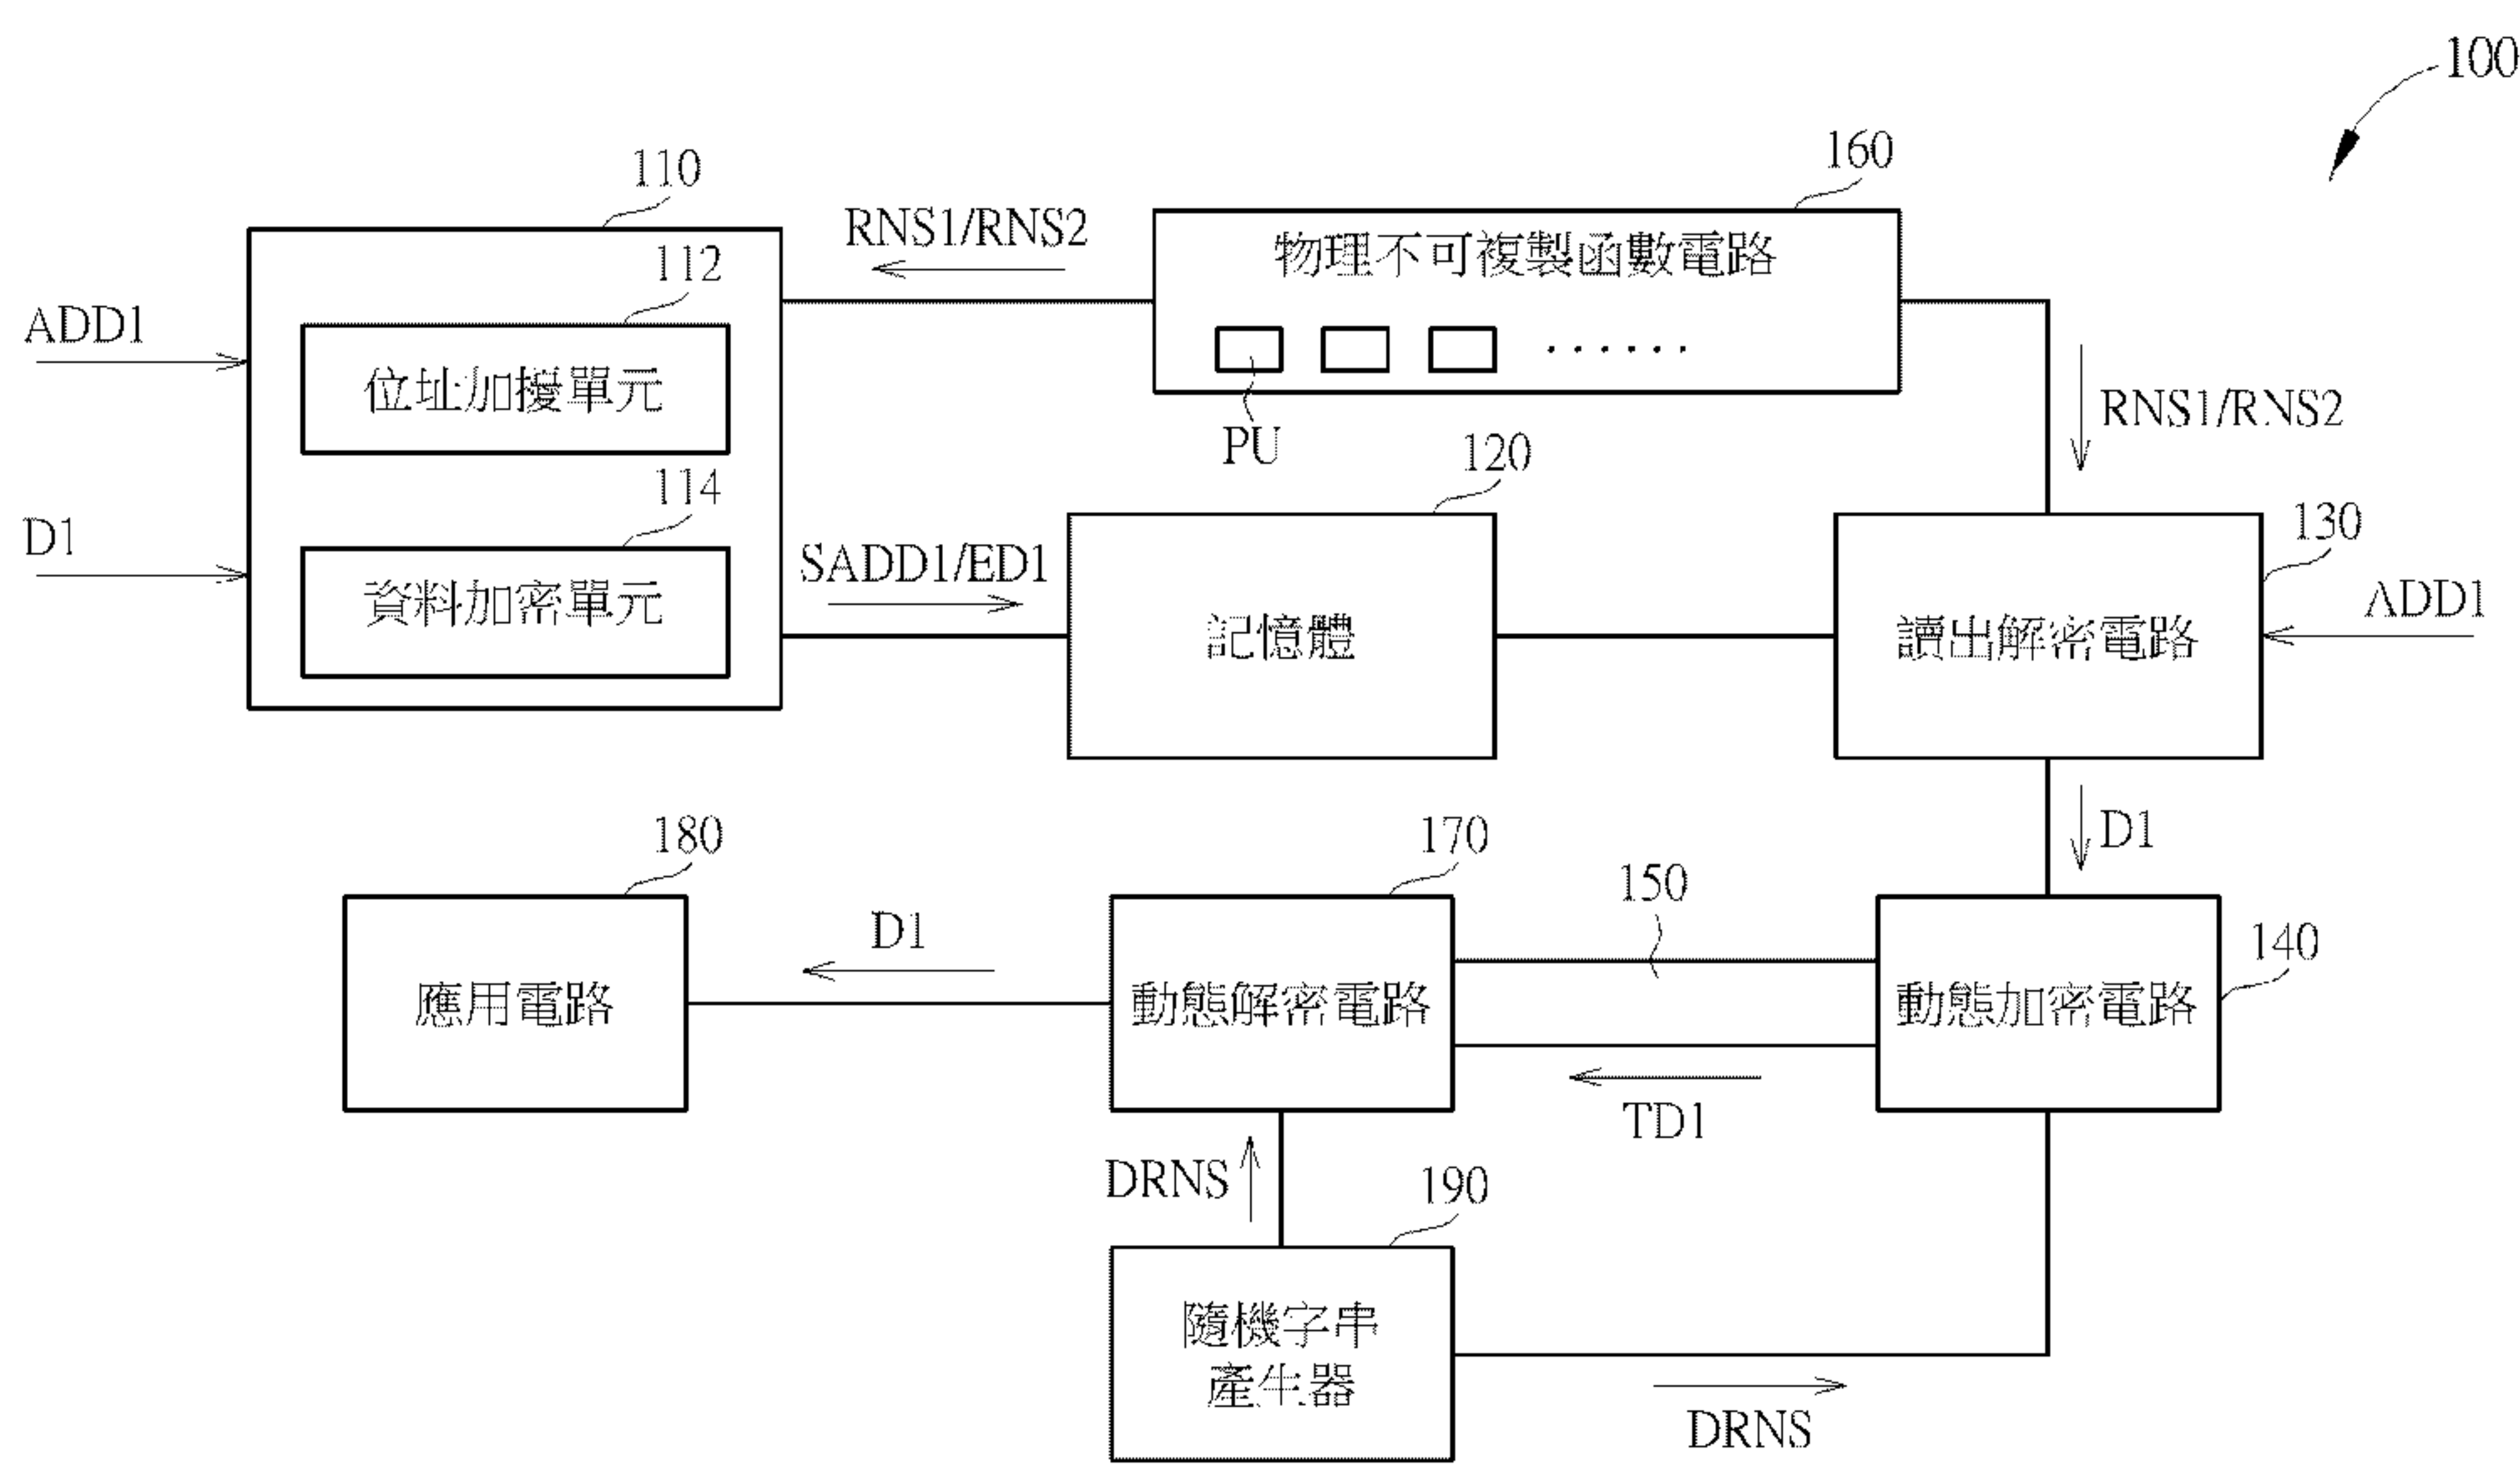 100
160
110
RNS1/RNS2
物理不可複製函數電路
112
ADD1
位址加擾單元
RNS1/RNS2
PU
120
114
130
D1
SADD1/ED1
資料加密單元
記憶體
讀出解密電路
ADD1
180
170
D1
150
D1
140
應用電路
動態解密電路
動態加密電路
TD1
DRNS
190
隨機字串
產生器
DRNS